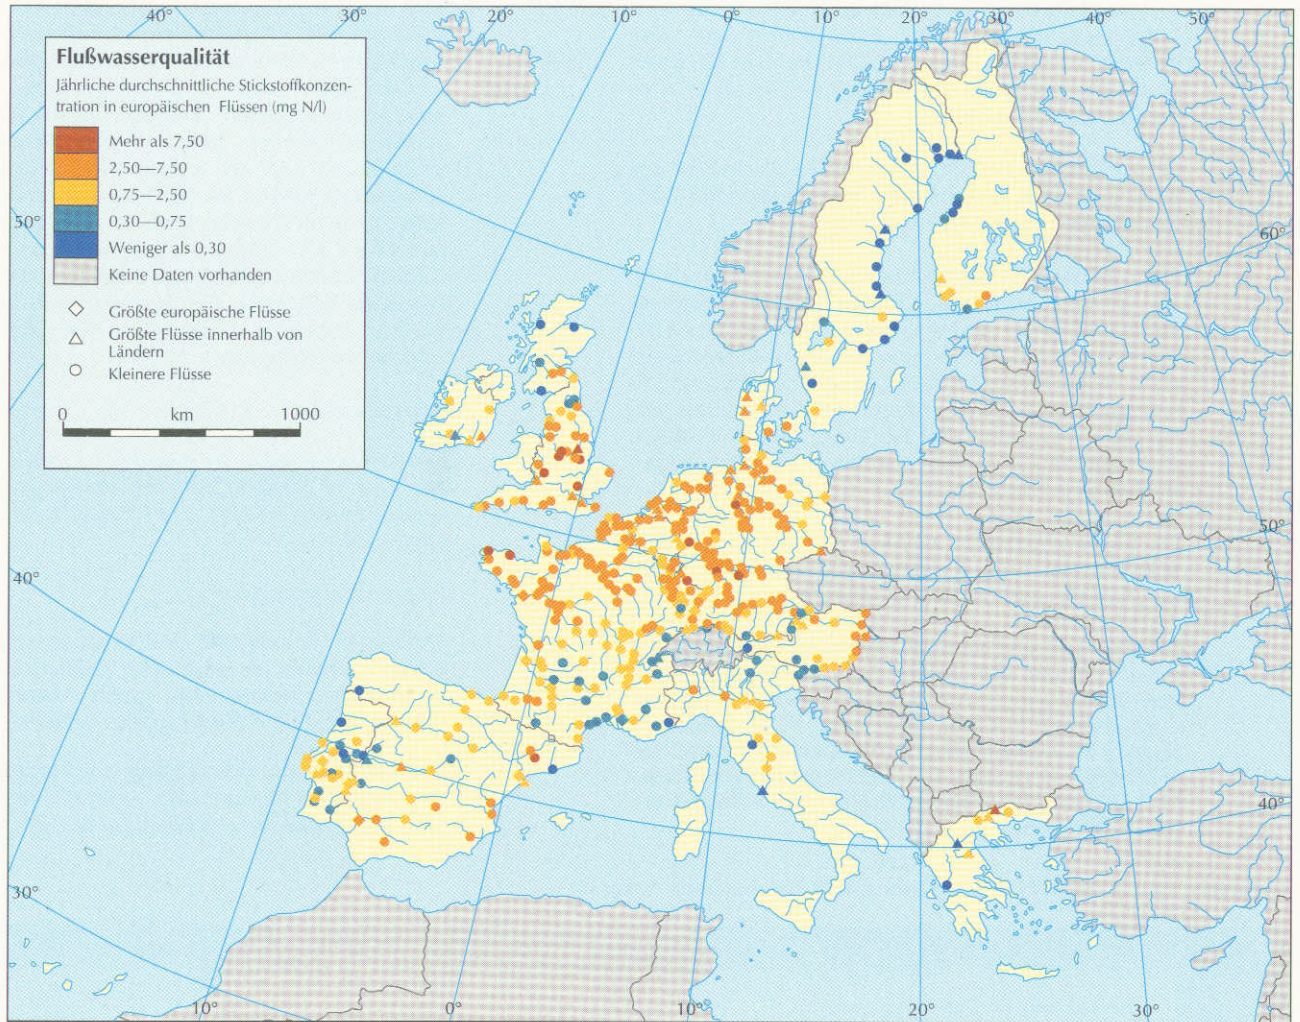 40° 30° 20° 10° 0° 10° 20° 30° 40° 50°
Flußwasserqualität
Jährliche durchschnittliche Stickstoffkonzen-
tration in europäischen Flüssen (mg N/l)
Mehr als 7,50
2,50—7,50
0,75—2,50
0,30—0,75
Weniger als 0,30
Keine Daten vorhanden
Größte europäische Flüsse
Größte Flüsse innerhalb von
Ländern
Kleinere Flüsse
0 km 1000
50°
60°
50°
40°
40°
30°
10° 0° 10° 20° 30°